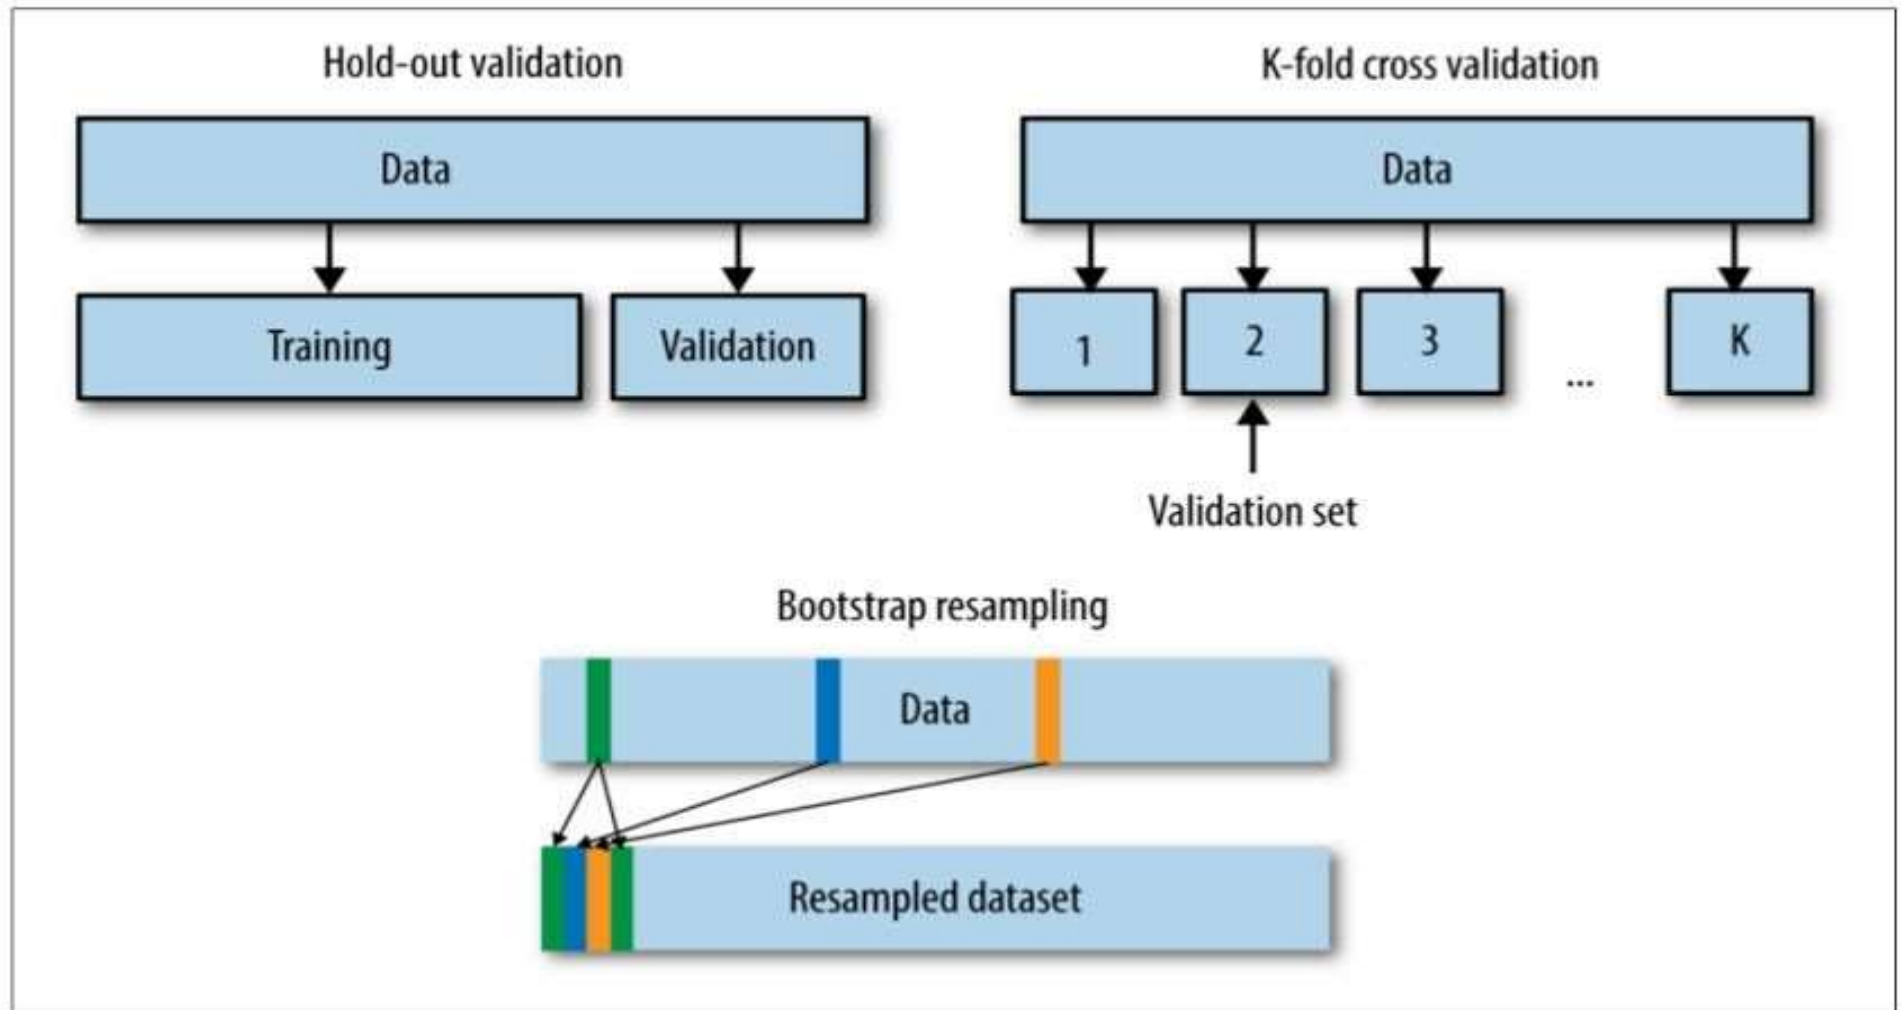 Hold-out validation
Data
Training
Validation
K-fold cross validation
Data
1
2
3
...
K
Validation set
Bootstrap resampling
Data
Resampled dataset